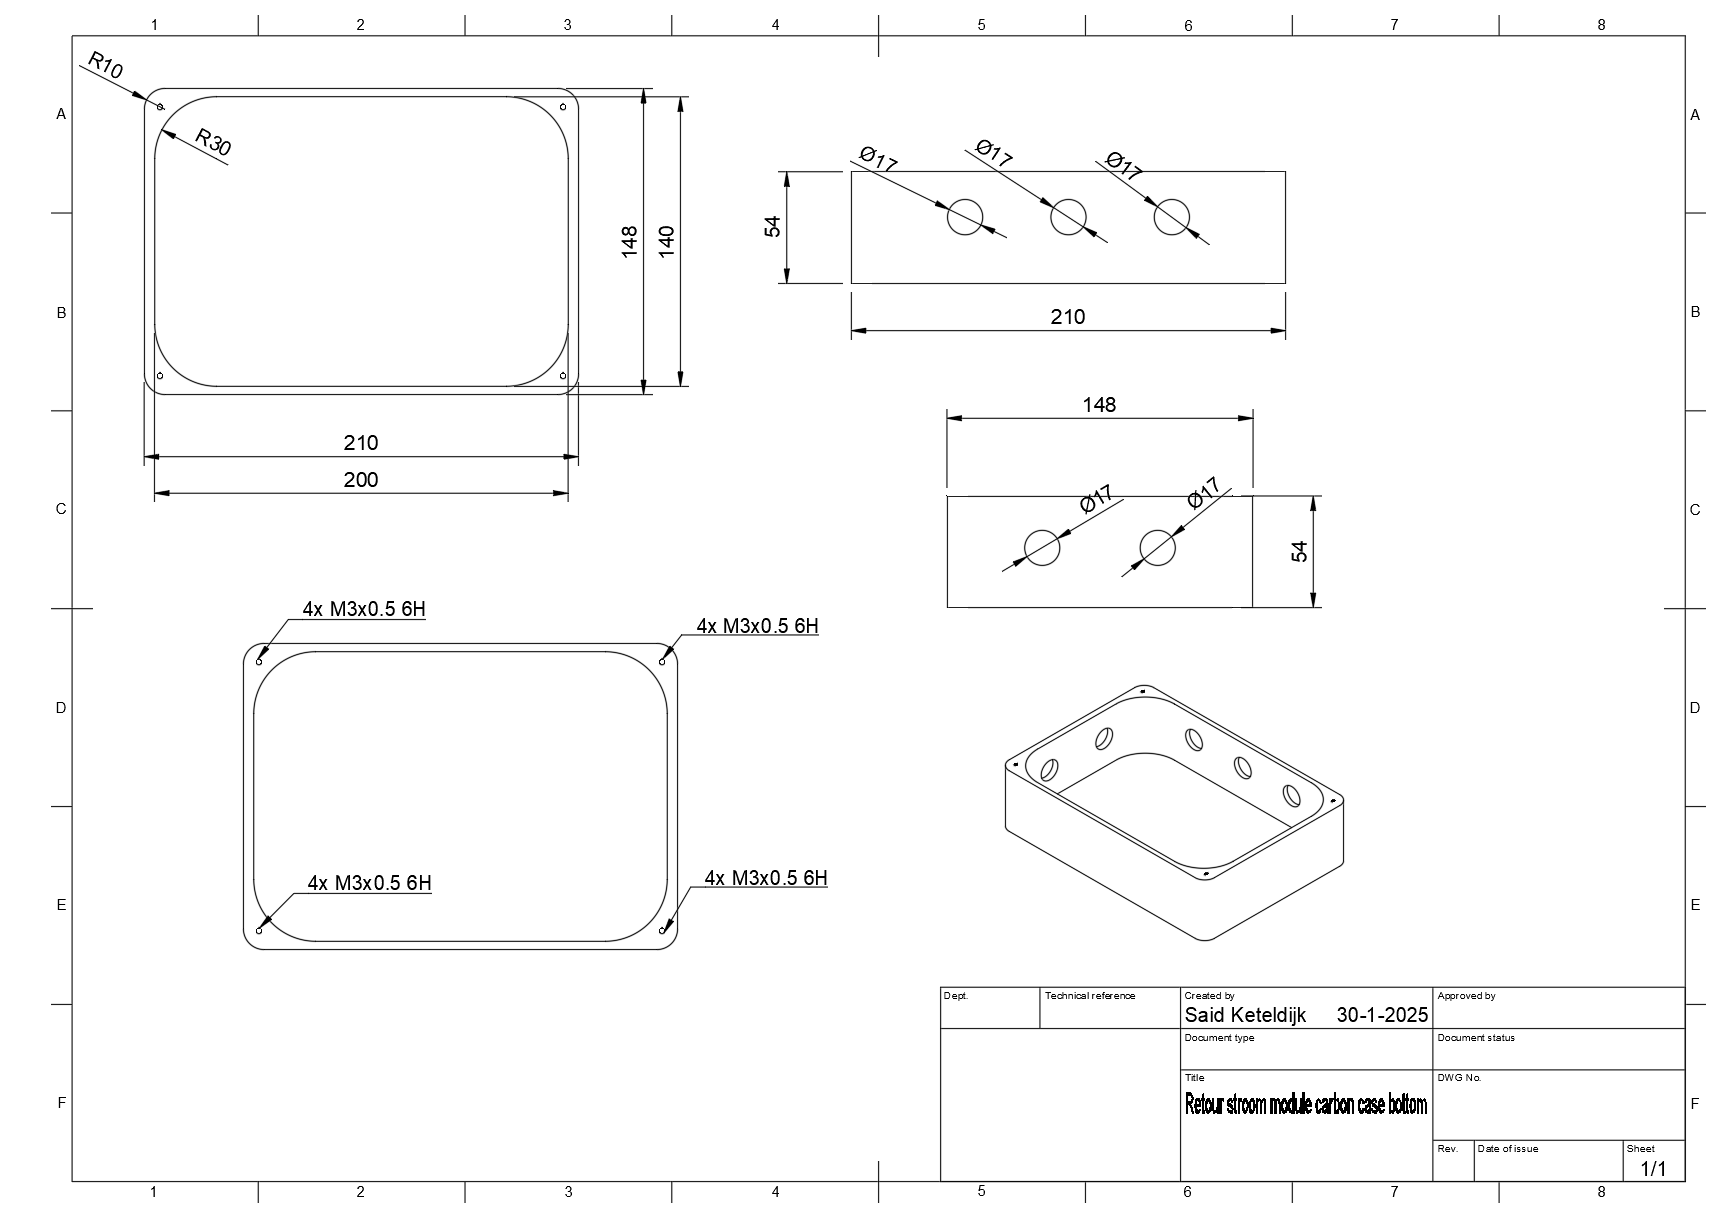 1 2 3 4 5 6 7 8
A A
R10
R30
148
140
210
200
Ø17 Ø17 Ø17
54
210
B B
148
Ø17 Ø17
54
C C
4x M3x0.5 6H
4x M3x0.5 6H
4x M3x0.5 6H
4x M3x0.5 6H
D D
E E
Dept. Technical reference Created by Approved by
Said Keteldijk 30-1-2025
Document type Document status
Title DWG No.
Retour stroom module carbon case bottom
F F
Rev. Date of issue Sheet
1/1
1 2 3 4 5 6 7 8